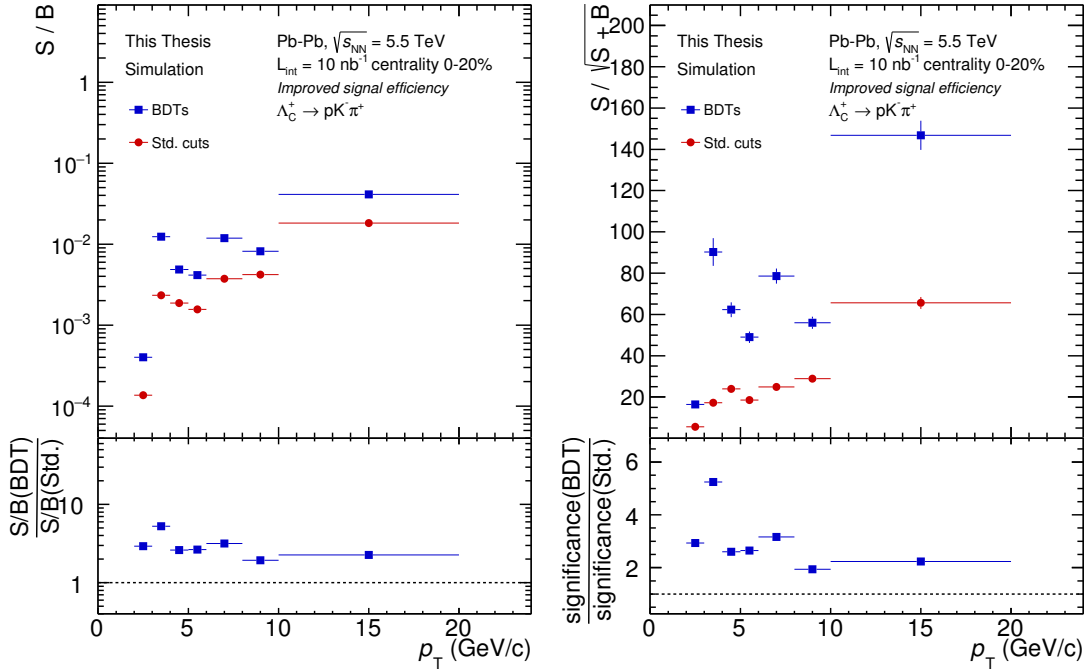 S / B
This Thesis
Simulation
Pb-Pb, √s_NN = 5.5 TeV
L_int = 10 nb⁻¹ centrality 0-20%
Improved signal efficiency
Λ_C⁺ → pK⁻π⁺
BDTs
Std. cuts
1
10⁻¹
10⁻²
10⁻³
10⁻⁴
S/B(BDT)
S/B(Std.)
10
1
0 5 10 15 20
p_T (GeV/c)
S / √S + B
This Thesis
Simulation
Pb-Pb, √s_NN = 5.5 TeV
L_int = 10 nb⁻¹ centrality 0-20%
Improved signal efficiency
Λ_C⁺ → pK⁻π⁺
BDTs
Std. cuts
200
180
160
140
120
100
80
60
40
20
significance(BDT)
significance(Std.)
6
4
2
0 5 10 15 20
p_T (GeV/c)